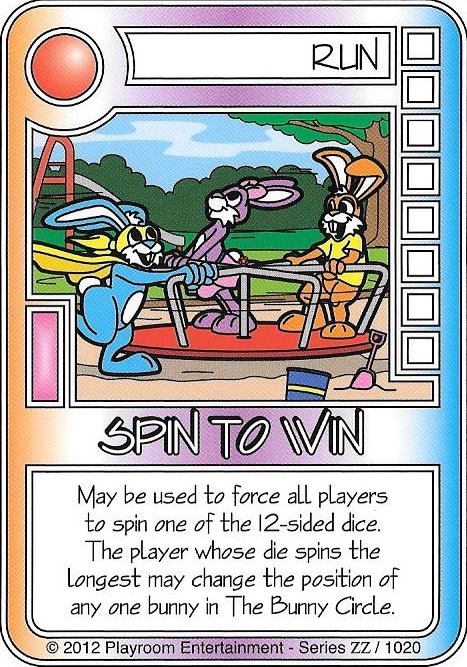 RUN
SPIN TO WIN
May be used to force all players
to spin one of the 12-sided dice.
The player whose die spins the
longest may change the position of
any one bunny in The Bunny Circle.
© 2012 Playroom Entertainment - Series ZZ / 1020